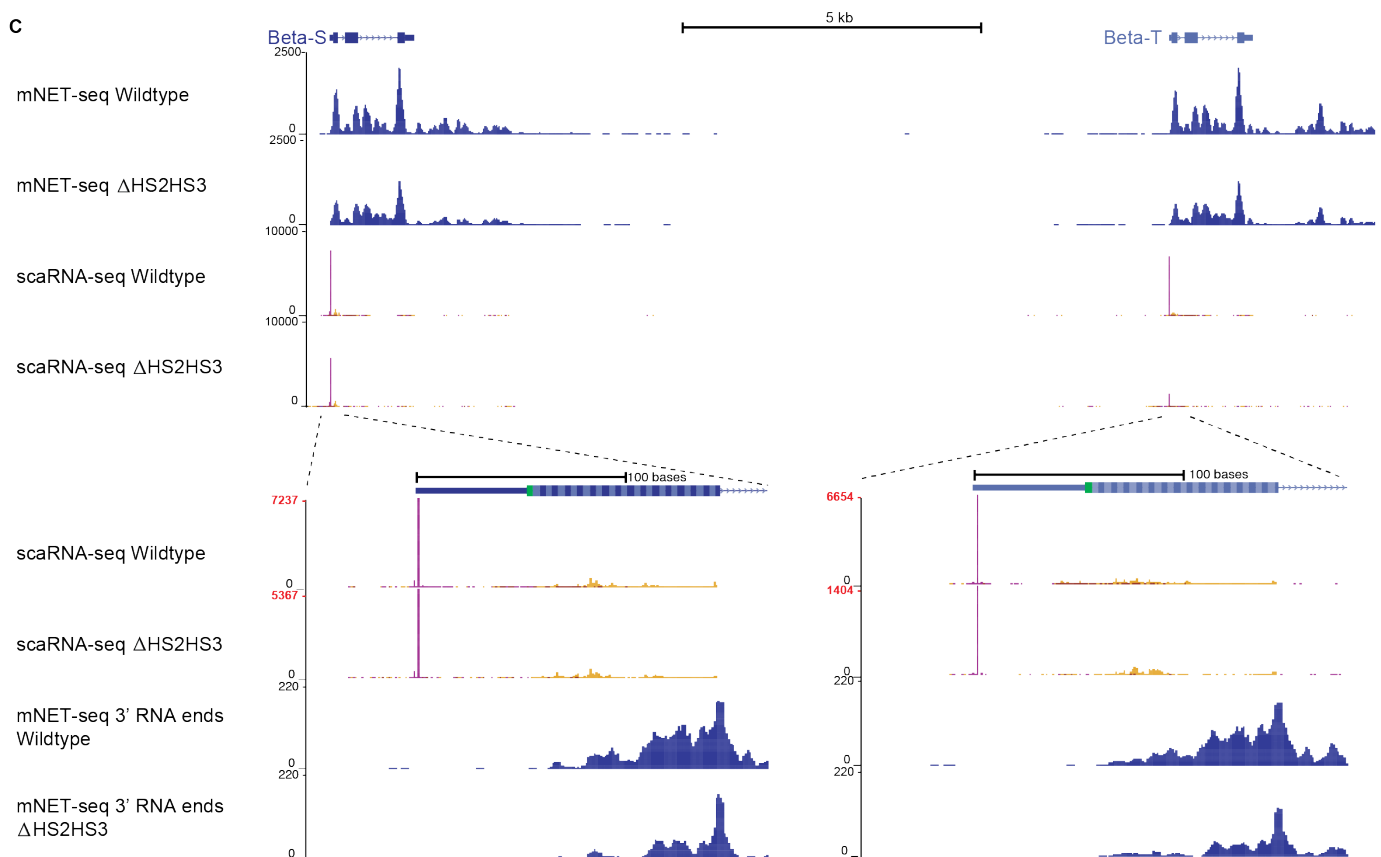 c
5 kb
Beta-S
Beta-T
2500
mNET-seq Wildtype
0
2500
mNET-seq ΔHS2HS3
0
10000
scaRNA-seq Wildtype
0
10000
scaRNA-seq ΔHS2HS3
0
100 bases
100 bases
7237
6654
scaRNA-seq Wildtype
0
0
5367
1404
scaRNA-seq ΔHS2HS3
0
0
220
220
mNET-seq 3’ RNA ends
Wildtype
0
0
220
220
mNET-seq 3’ RNA ends
ΔHS2HS3
0
0